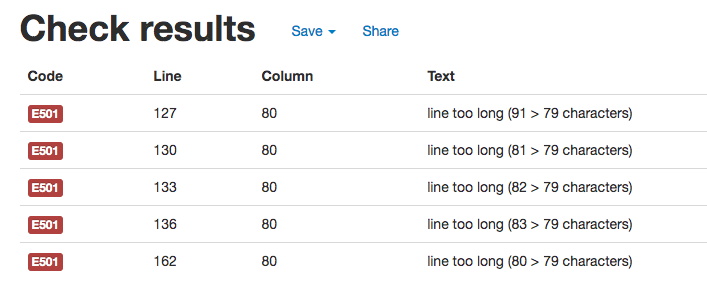 Check results Save Share
Code Line Column Text
E501 127 80 line too long (91 > 79 characters)
E501 130 80 line too long (81 > 79 characters)
E501 133 80 line too long (82 > 79 characters)
E501 136 80 line too long (83 > 79 characters)
E501 162 80 line too long (80 > 79 characters)